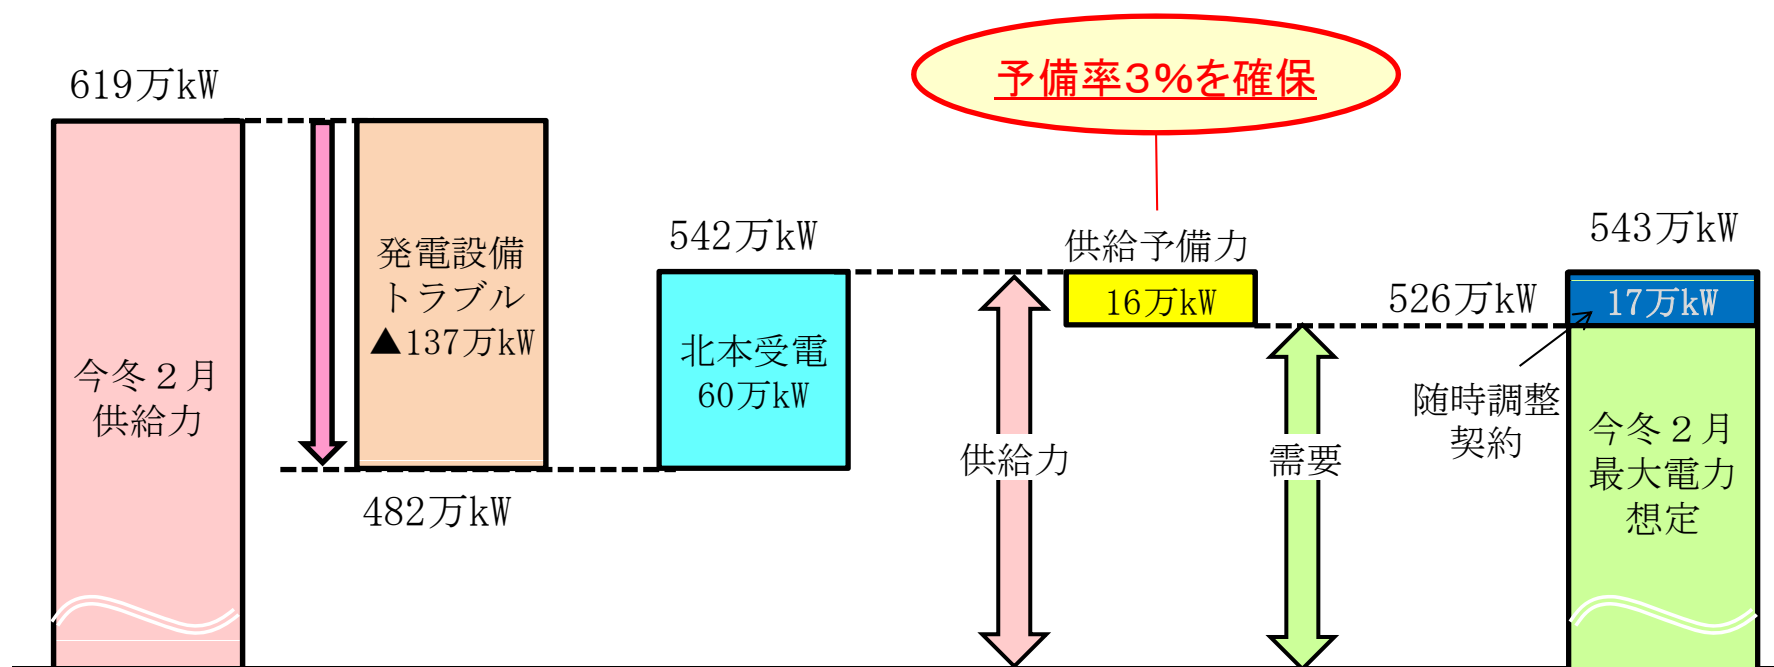 予備率3%を確保
619万kW
発電設備
トラブル
▲137万kW
今冬２月
供給力
482万kW
542万kW
北本受電
60万kW
供給予備力
16万kW
供給力
需要
526万kW
543万kW
17万kW
随時調整
契約
今冬２月
最大電力
想定